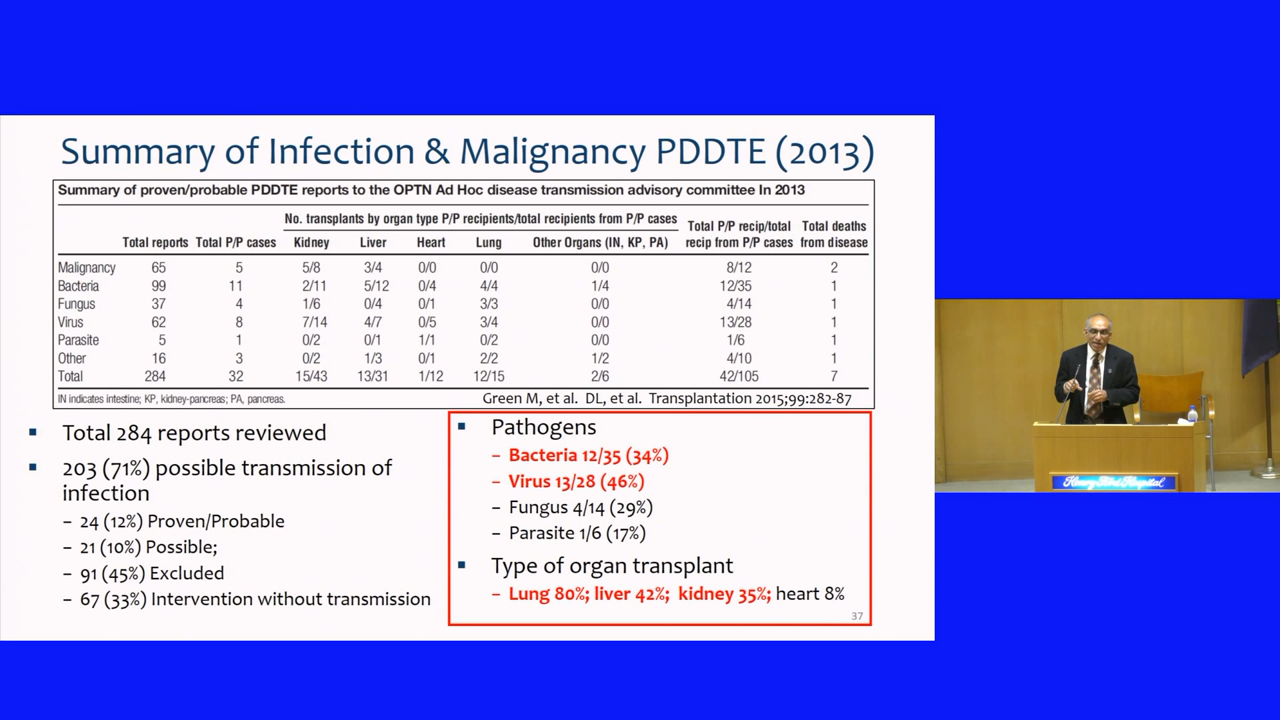 Summary of Infection & Malignancy PDDTE (2013)
Summary of proven/probable PDDTE reports to the OPTN Ad Hoc disease transmission advisory committee In 2013
No. transplants by organ type P/P recipients/total recipients from P/P cases
Total P/P recip/total recip from P/P cases
Total deaths from disease
Total reports Total P/P cases Kidney Liver Heart Lung Other Organs (IN, KP, PA)
Malignancy 65 5 5/8 3/4 0/0 0/0 0/0 8/12 2
Bacteria 99 11 2/11 5/12 0/4 4/4 1/4 12/35 1
Fungus 37 4 1/6 0/4 0/1 3/3 0/0 4/14 1
Virus 62 8 7/14 4/7 0/5 3/4 0/0 13/28 1
Parasite 5 1 0/2 0/1 1/1 0/2 0/0 1/6 1
Other 16 3 0/2 1/3 0/1 2/2 1/2 4/10 1
Total 284 32 15/43 13/31 1/12 12/15 2/6 42/105 7
IN indicates intestine; KP, kidney-pancreas; PA, pancreas.
Green M, et al. DL, et al. Transplantation 2015;99:282-87
▪ Total 284 reports reviewed
▪ 203 (71%) possible transmission of
infection
– 24 (12%) Proven/Probable
– 21 (10%) Possible;
– 91 (45%) Excluded
– 67 (33%) Intervention without transmission
▪ Pathogens
– Bacteria 12/35 (34%)
– Virus 13/28 (46%)
– Fungus 4/14 (29%)
– Parasite 1/6 (17%)
▪ Type of organ transplant
– Lung 80%; liver 42%; kidney 35%; heart 8%
37
Henry Ford Hospital